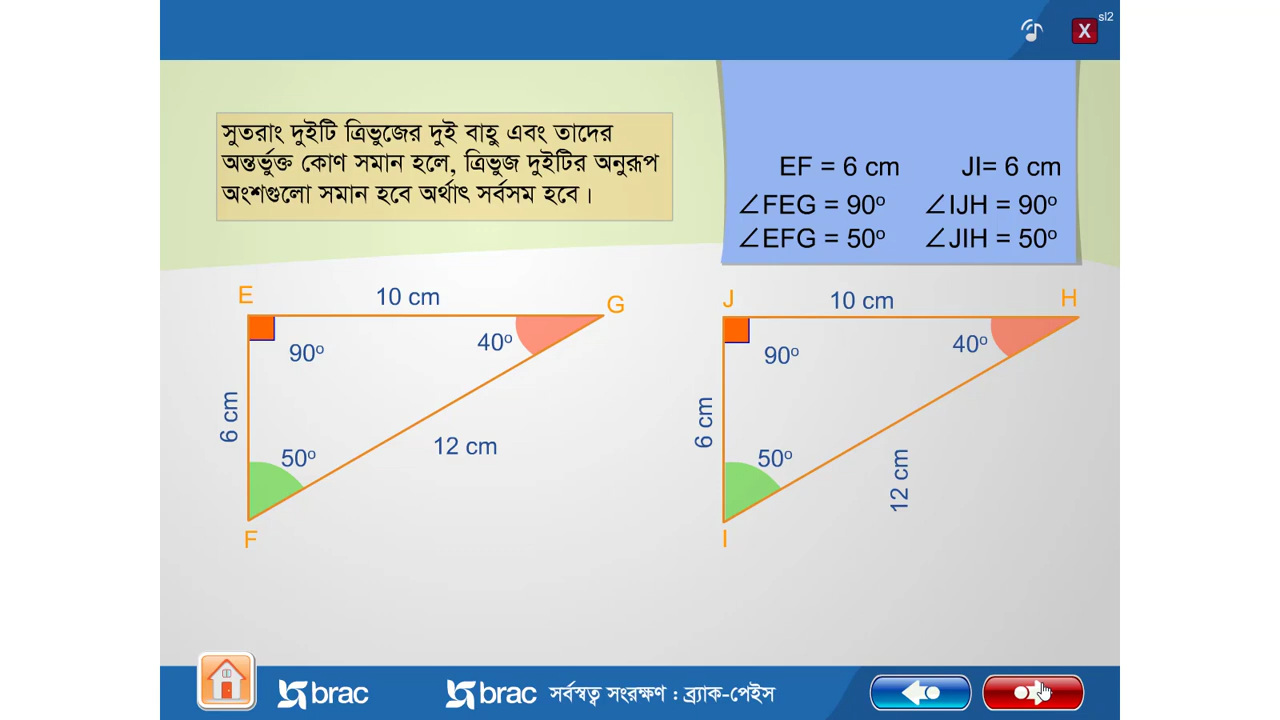 sl2
X
সুতরাং দুইটি ত্রিভুজের দুই বাহু এবং তাদের
অন্তর্ভুক্ত কোণ সমান হলে, ত্রিভুজ দুইটির অনুরূপ
অংশগুলো সমান হবে অর্থাৎ সর্বসম হবে।
EF = 6 cm JI= 6 cm
∠FEG = 90º ∠IJH = 90º
∠EFG = 50º ∠JIH = 50º
E 10 cm G
90º 40º
6 cm
50º 12 cm
F
J 10 cm H
90º 40º
6 cm
50º 12 cm
I
brac
brac সর্বস্বত্ব সংরক্ষণ : ব্র্যাক-পেইস